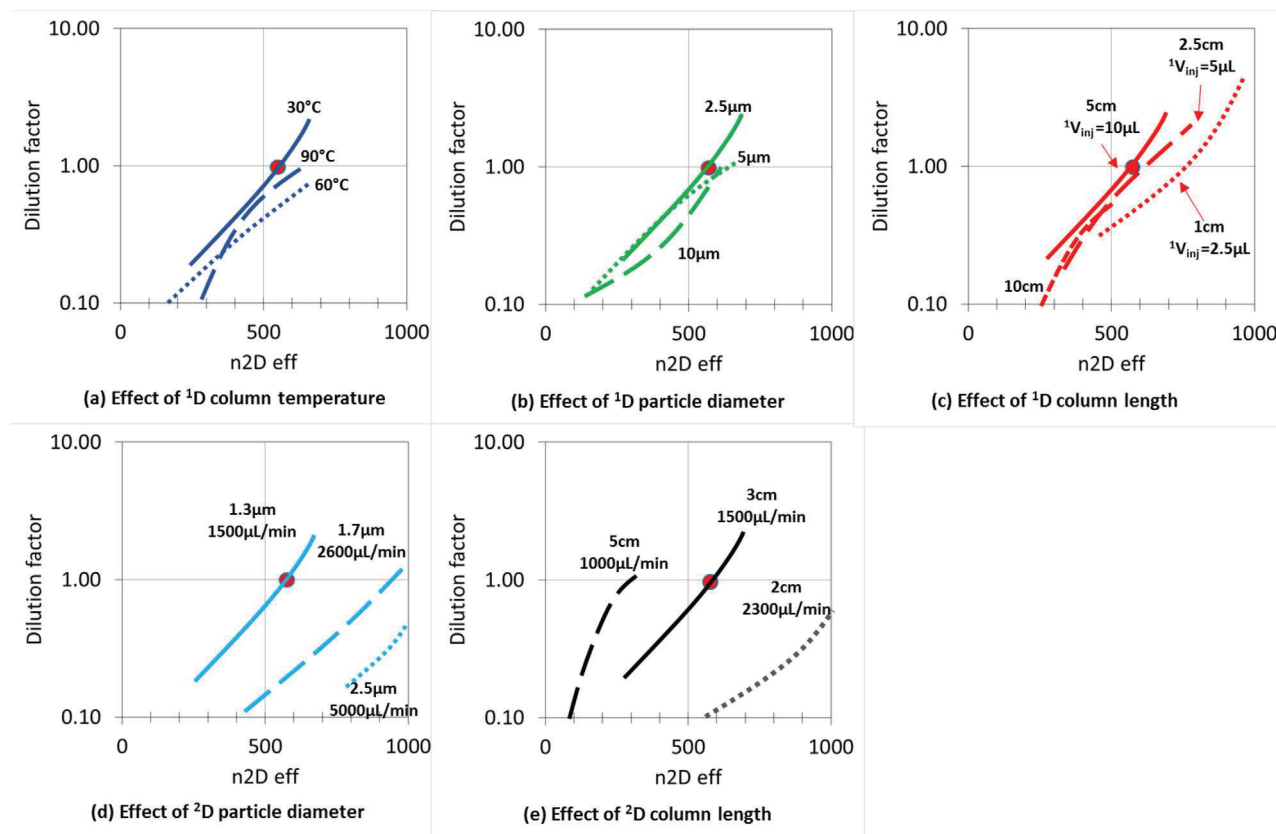 10.00
1.00
0.10
Dilution factor
30°C
90°C
60°C
0
500
1000
n2D eff
(a) Effect of ¹D column temperature
10.00
1.00
0.10
Dilution factor
2.5µm
5µm
10µm
0
500
1000
n2D eff
(b) Effect of ¹D particle diameter
10.00
1.00
0.10
Dilution factor
2.5cm
¹Vinj=5µL
5cm
¹Vinj=10µL
1cm
¹Vinj=2.5µL
10cm
0
500
1000
n2D eff
(c) Effect of ¹D column length
10.00
1.00
0.10
Dilution factor
1.3µm
1500µL/min
1.7µm
2600µL/min
2.5µm
5000µL/min
0
500
1000
n2D eff
(d) Effect of ²D particle diameter
10.00
1.00
0.10
Dilution factor
3cm
1500µL/min
5cm
1000µL/min
2cm
2300µL/min
0
500
1000
n2D eff
(e) Effect of ²D column length